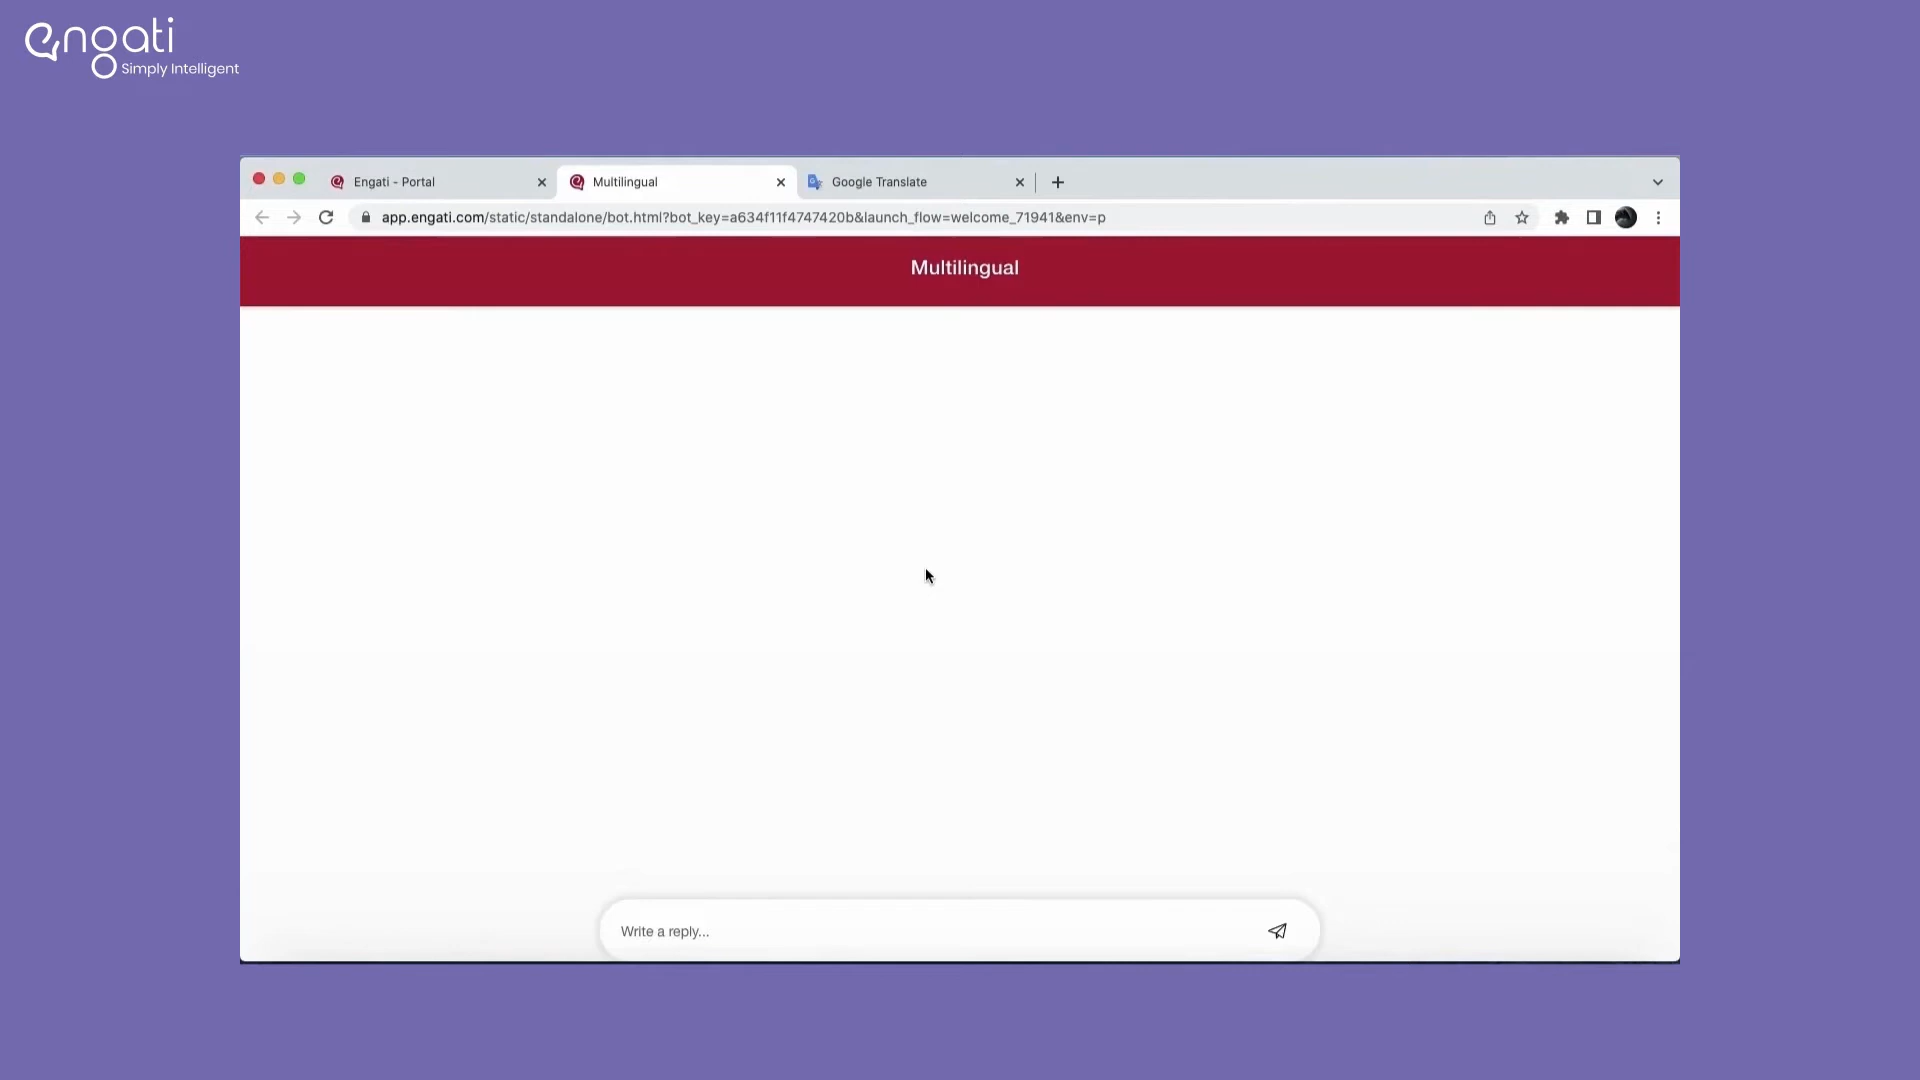 engati
Simply Intelligent
Engati - Portal
Multilingual
Google Translate
app.engati.com/static/standalone/bot.html?bot_key=a634f11f4747420b&launch_flow=welcome_71941&env=p
Multilingual
Write a reply...